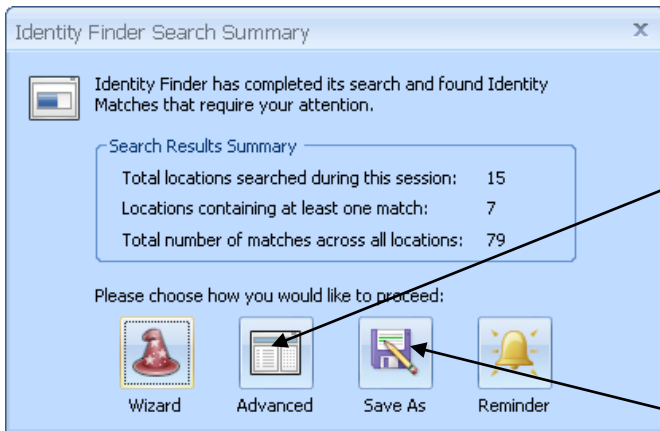 Identity Finder Search Summary
Identity Finder has completed its search and found Identity
Matches that require your attention.
Search Results Summary
Total locations searched during this session: 15
Locations containing at least one match: 7
Total number of matches across all locations: 79
Please choose how you would like to proceed:
Wizard Advanced Save As Reminder